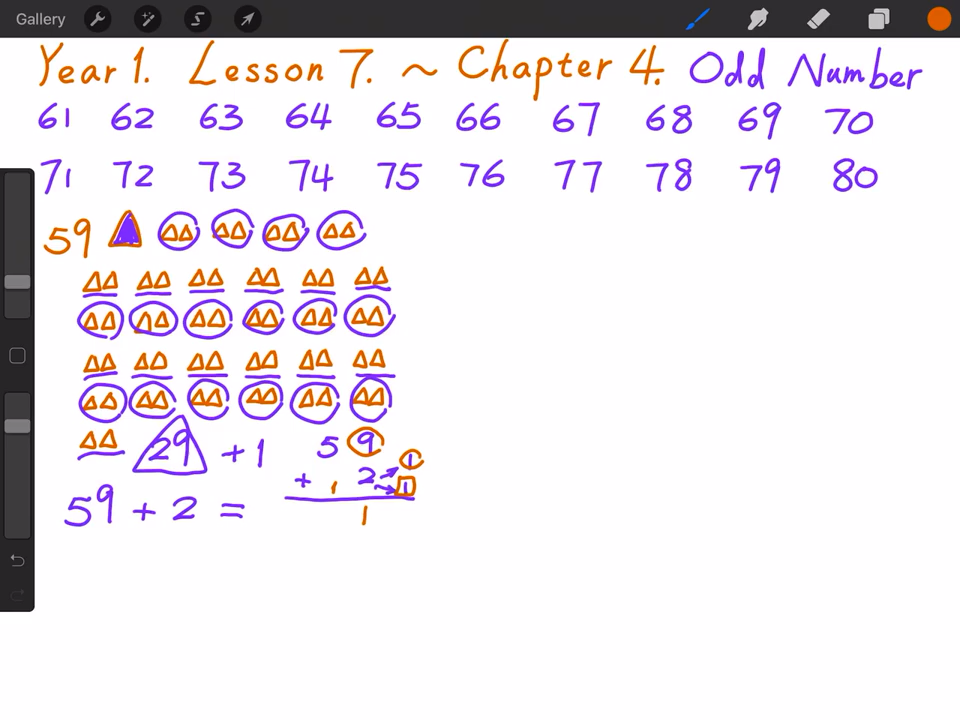 Gallery
Year 1. Lesson 7. ~ Chapter 4. Odd Number
61 62 63 64 65 66 67 68 69 70
71 72 73 74 75 76 77 78 79 80
59
29 + 1
5 9 1
+ 1 2 1
1
59 + 2 =